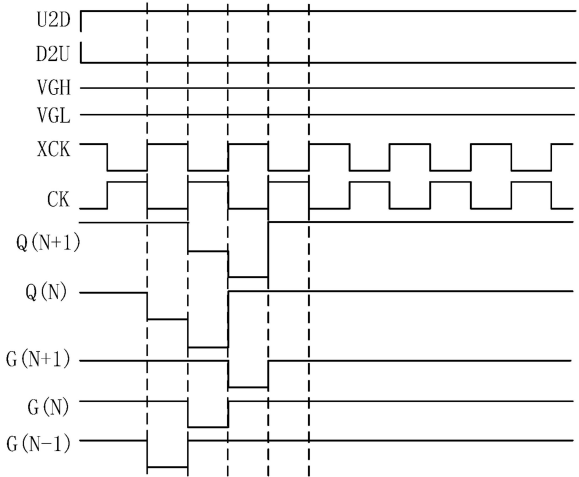 U2D
D2U
VGH
VGL
XCK
CK
Q(N+1)
Q(N)
G(N+1)
G(N)
G(N-1)